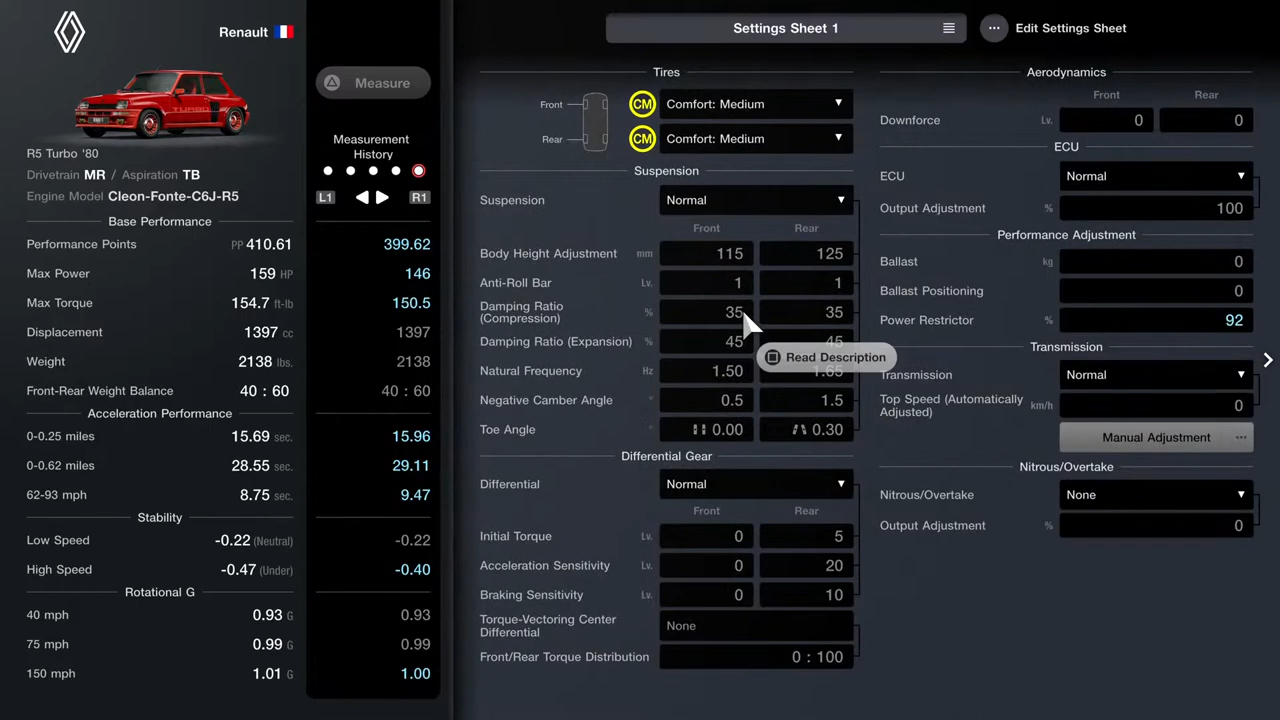 Renault
R5 Turbo '80
Drivetrain MR / Aspiration TB
Engine Model Cleon-Fonte-C6J-R5
Measure
Measurement
History
L1 R1
Base Performance
Performance Points PP 410.61 399.62
Max Power 159 HP 146
Max Torque 154.7 ft-lb 150.5
Displacement 1397 cc 1397
Weight 2138 lbs. 2138
Front-Rear Weight Balance 40 : 60 40 : 60
Acceleration Performance
0-0.25 miles 15.69 sec. 15.96
0-0.62 miles 28.55 sec. 29.11
62-93 mph 8.75 sec. 9.47
Stability
Low Speed -0.22 (Neutral) -0.22
High Speed -0.47 (Under) -0.40
Rotational G
40 mph 0.93 G 0.93
75 mph 0.99 G 0.99
150 mph 1.01 G 1.00
TURBO
Settings Sheet 1
Edit Settings Sheet
Tires
Front CM Comfort: Medium
Rear CM Comfort: Medium
Suspension
Suspension Normal
Front Rear
Body Height Adjustment mm 115 125
Anti-Roll Bar Lv. 1 1
Damping Ratio
(Compression) % 35 35
Damping Ratio (Expansion) % 45 45
Read Description
Natural Frequency Hz 1.50 1.65
Negative Camber Angle ° 0.5 1.5
Toe Angle ° 0.00 0.30
Differential Gear
Differential Normal
Front Rear
Initial Torque Lv. 0 5
Acceleration Sensitivity Lv. 0 20
Braking Sensitivity Lv. 0 10
Torque-Vectoring Center
Differential None
Front/Rear Torque Distribution 0 : 100
Aerodynamics
Front Rear
Downforce Lv. 0 0
ECU
ECU Normal
Output Adjustment % 100
Performance Adjustment
Ballast kg 0
Ballast Positioning 0
Power Restrictor % 92
Transmission
Transmission Normal
Top Speed (Automatically
Adjusted) km/h 0
Manual Adjustment
Nitrous/Overtake
Nitrous/Overtake None
Output Adjustment % 0